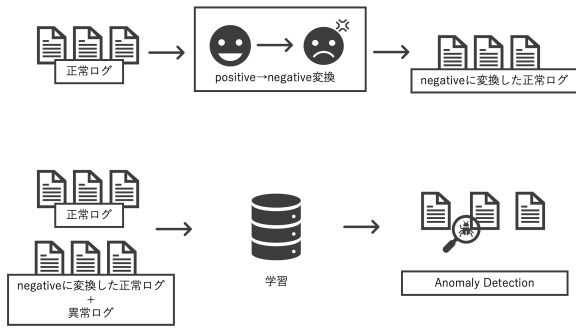 正常ログ
positive→negative変換
negativeに変換した正常ログ
正常ログ
negativeに変換した正常ログ
+
異常ログ
学習
Anomaly Detection